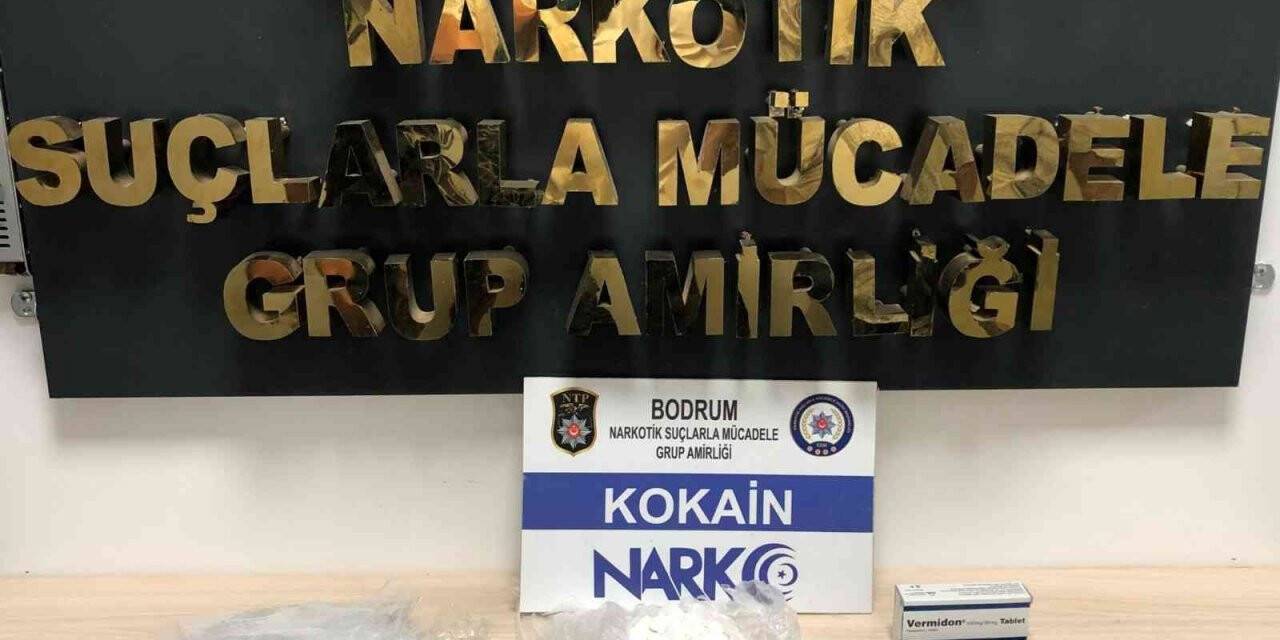 NARKOTİK
SUÇLARLA MÜCADELE
GRUP AMİRLİĞİ
NTP
BODRUM
NARKOTİK SUÇLARLA MÜCADELE
GRUP AMİRLİĞİ
KOKAİN
NARKO
Vermidon® Tablet